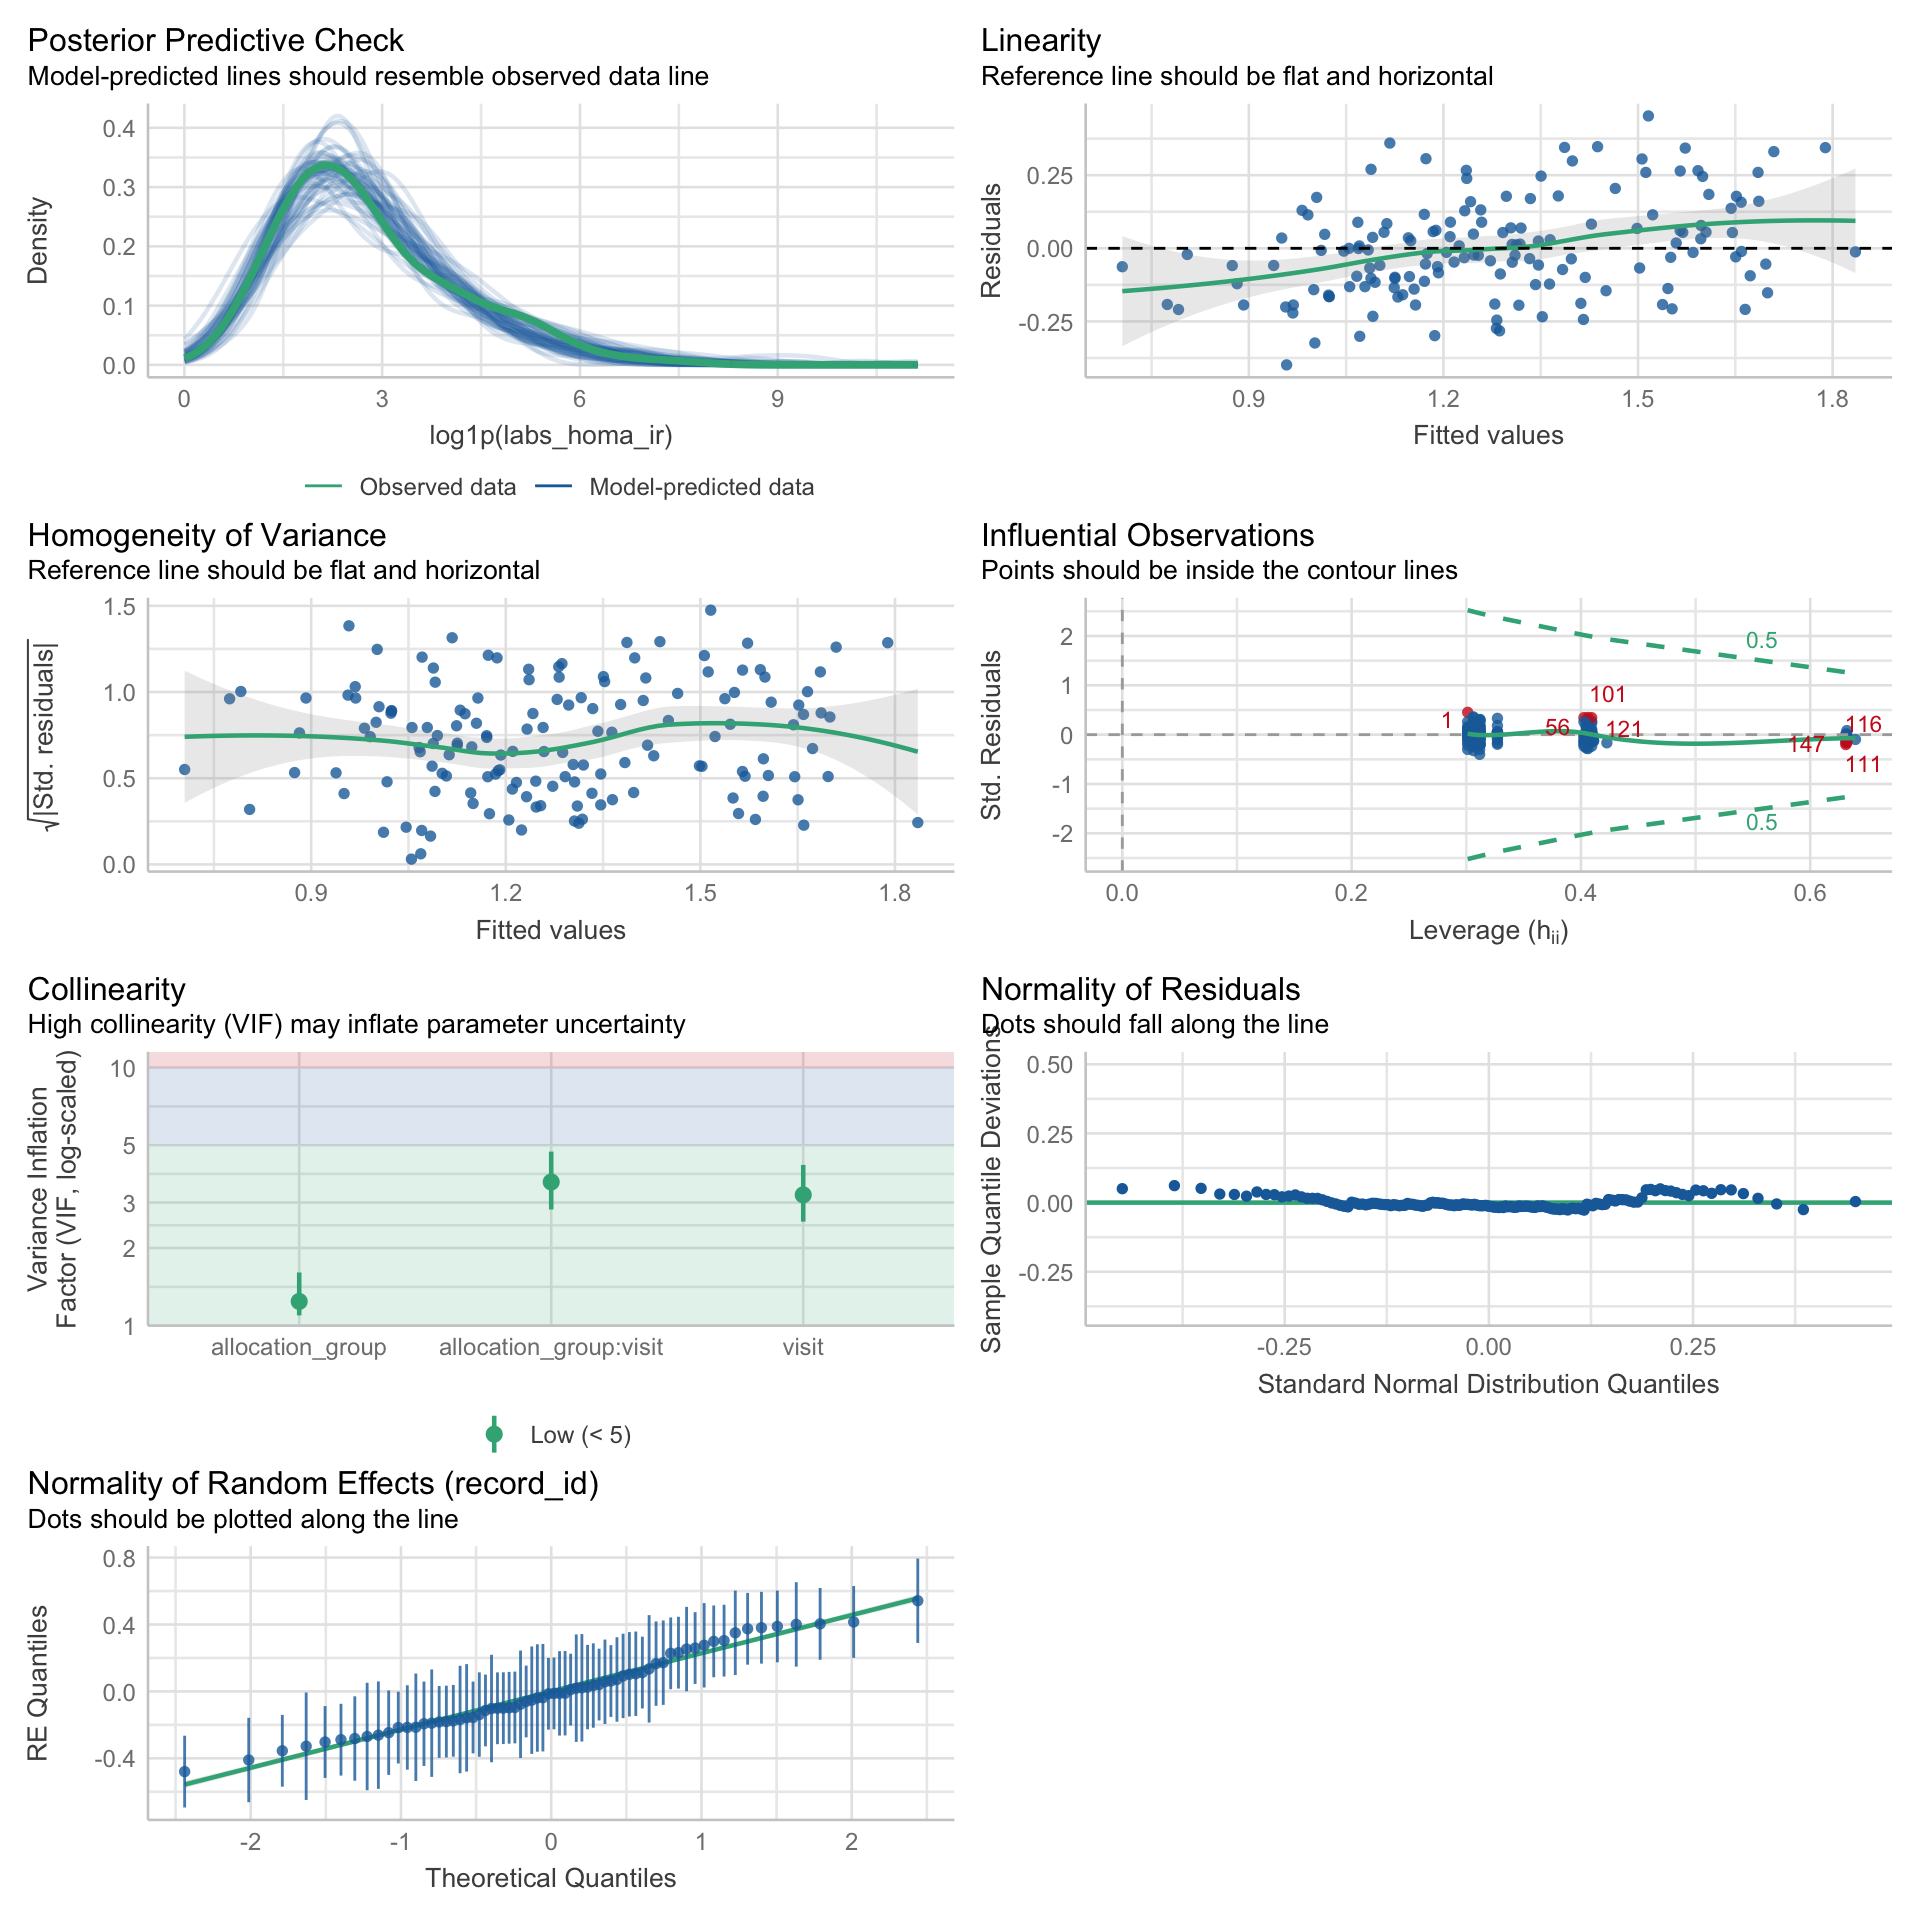 Posterior Predictive Check
Model-predicted lines should resemble observed data line
Density
0.4
0.3
0.2
0.1
0.0
0
3
6
9
log1p(labs_homa_ir)
Observed data
Model-predicted data
Linearity
Reference line should be flat and horizontal
Residuals
0.25
0.00
-0.25
0.9
1.2
1.5
1.8
Fitted values
Homogeneity of Variance
Reference line should be flat and horizontal
√|Std. residuals|
1.5
1.0
0.5
0.0
0.9
1.2
1.5
1.8
Fitted values
Influential Observations
Points should be inside the contour lines
Std. Residuals
2
1
0
-1
-2
0.5
101
1
56
121
116
147
111
0.5
0.0
0.2
0.4
0.6
Leverage (hii)
Collinearity
High collinearity (VIF) may inflate parameter uncertainty
Variance Inflation
Factor (VIF, log-scaled)
10
5
3
2
1
allocation_group
allocation_group:visit
visit
Low (< 5)
Normality of Residuals
Dots should fall along the line
Sample Quantile Deviations
0.50
0.25
0.00
-0.25
-0.25
0.00
0.25
Standard Normal Distribution Quantiles
Normality of Random Effects (record_id)
Dots should be plotted along the line
RE Quantiles
0.8
0.4
0.0
-0.4
-2
-1
0
1
2
Theoretical Quantiles